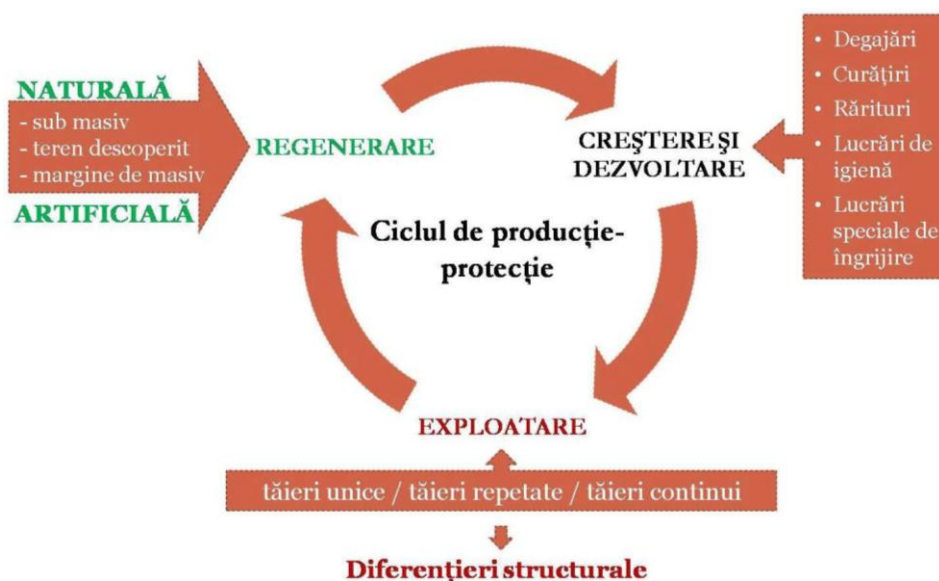 NATURALĂ
- sub masiv
- teren descoperit
- margine de masiv
ARTIFICIALĂ
REGENERARE
CREŞTERE ŞI
DEZVOLTARE
• Degajări
• Curăţiri
• Rărituri
• Lucrări de
igienă
• Lucrări
speciale de
îngrijire
Ciclul de producţie-
protecţie
EXPLOATARE
tăieri unice / tăieri repetate / tăieri continui
Diferenţieri structurale